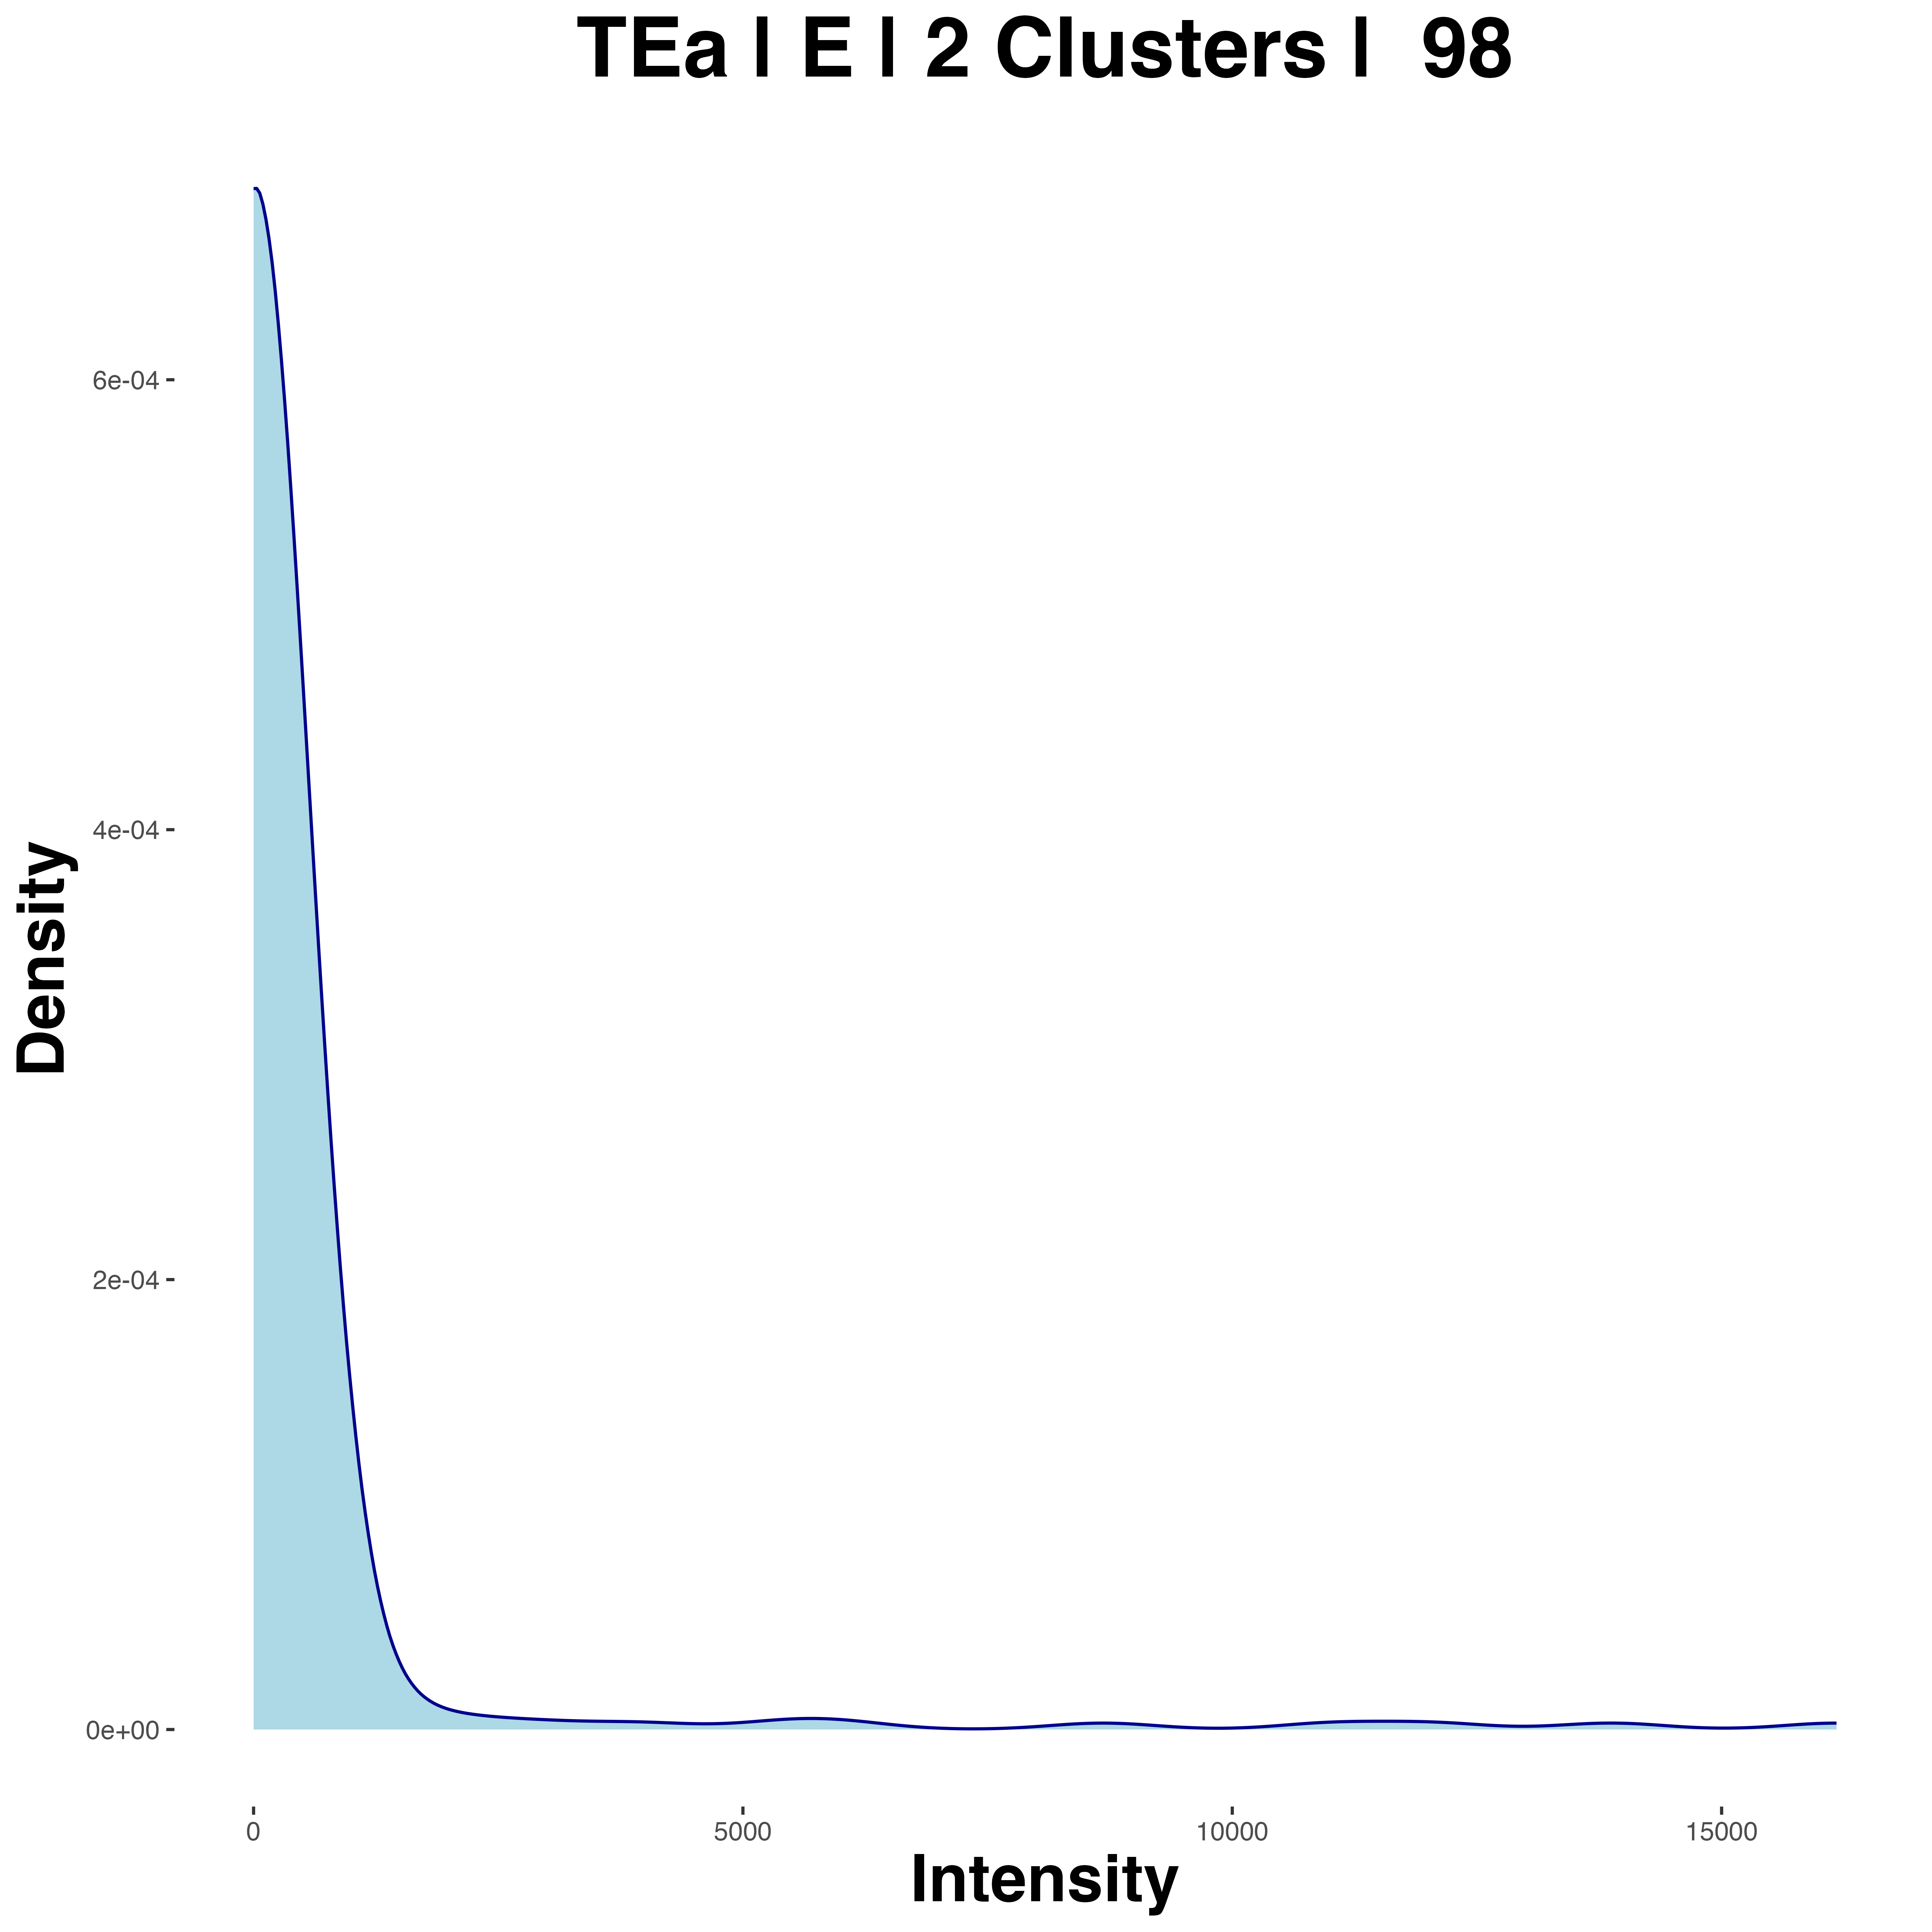 TEa | E | 2 Clusters |  98
Density
6e-04
4e-04
2e-04
0e+00
0
5000
10000
15000
Intensity